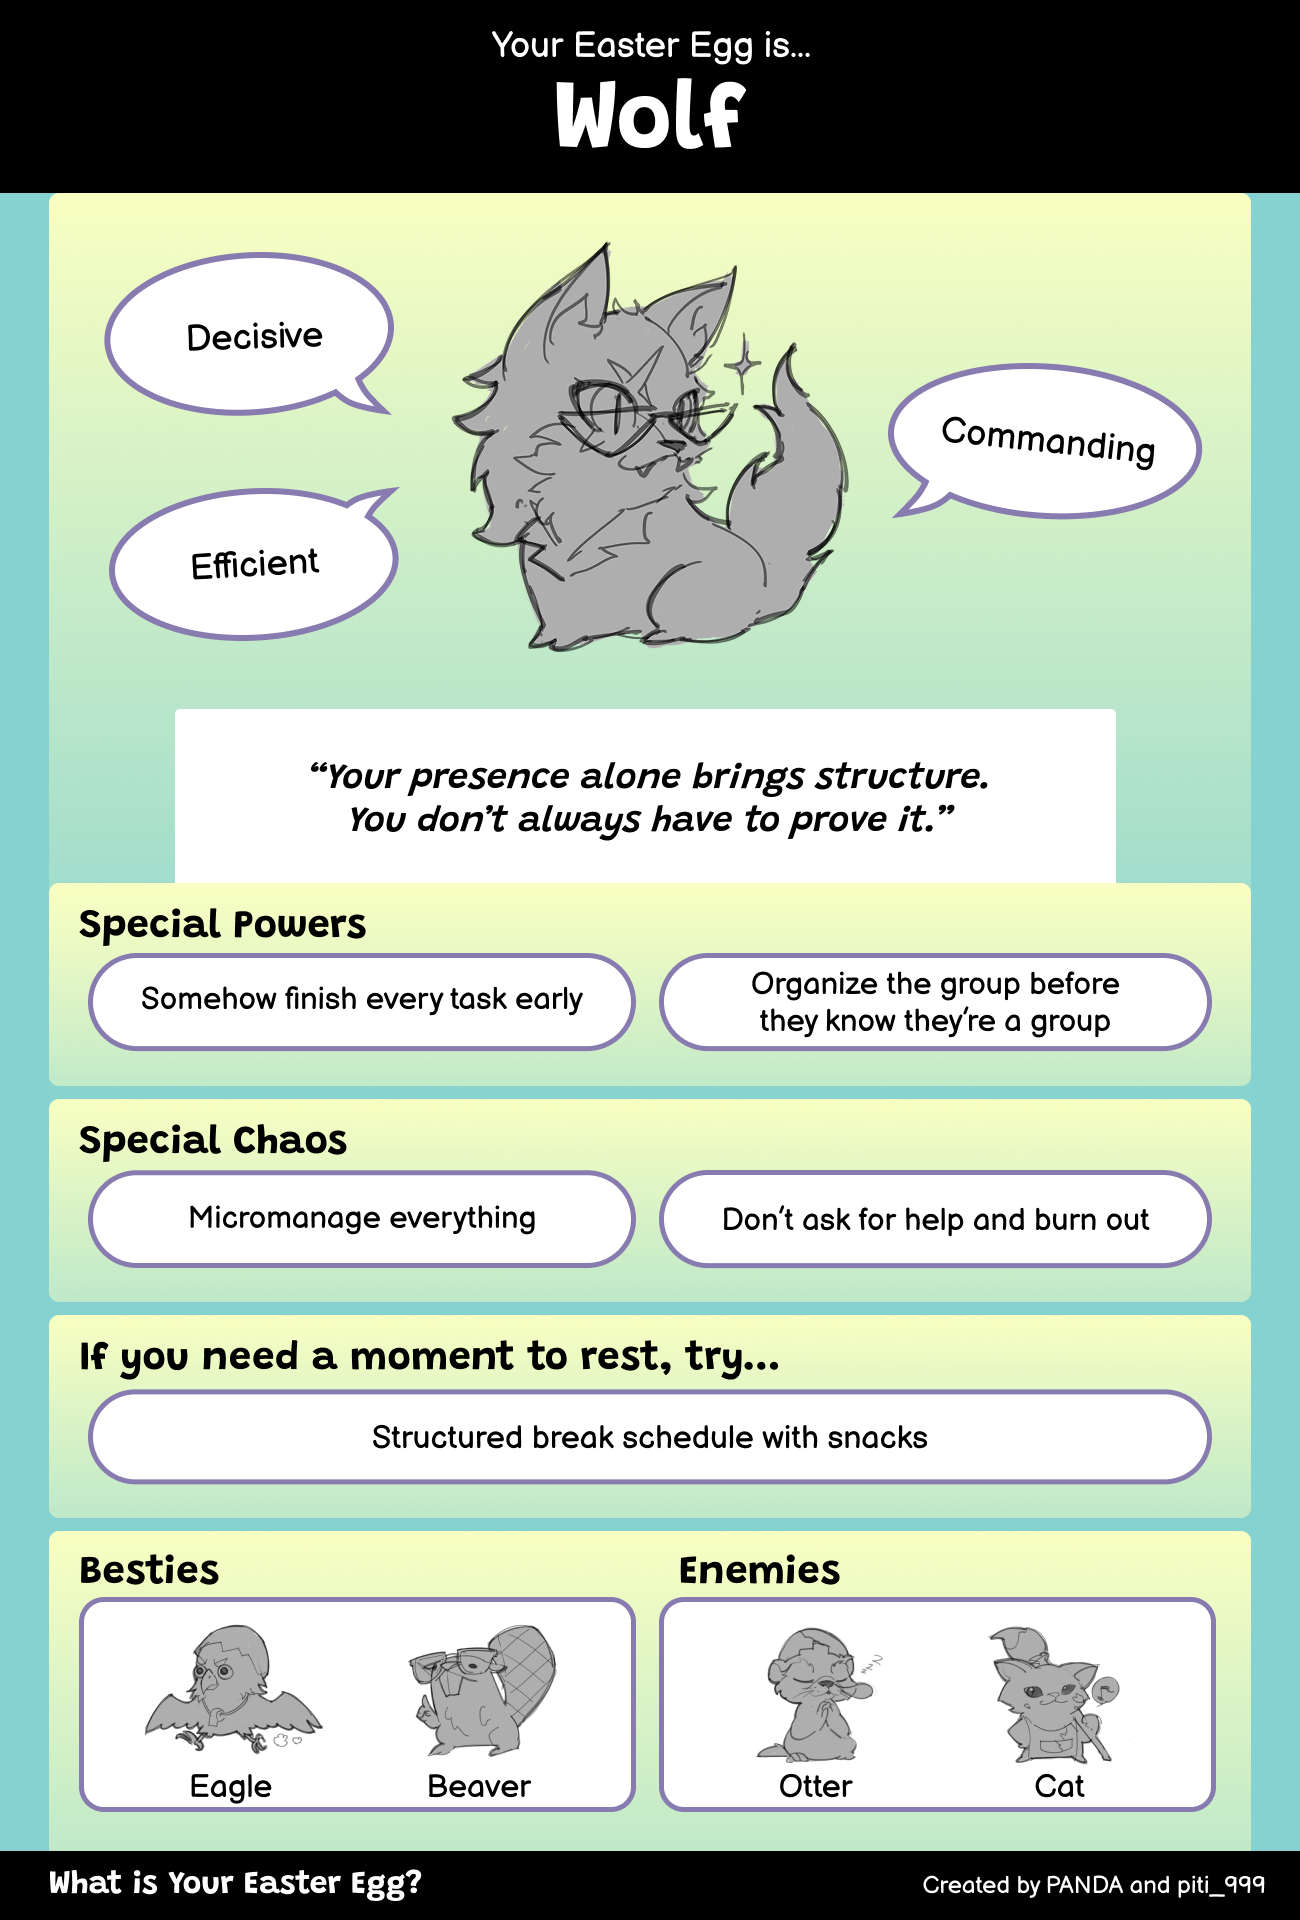 Your Easter Egg is...
Wolf
Decisive
Commanding
Efficient
“Your presence alone brings structure.
You don’t always have to prove it.”
Special Powers
Somehow finish every task early
Organize the group before
they know they’re a group
Special Chaos
Micromanage everything
Don’t ask for help and burn out
If you need a moment to rest, try...
Structured break schedule with snacks
Besties
Enemies
zzz
Eagle
Beaver
Otter
Cat
What is Your Easter Egg?
Created by PANDA and piti_999